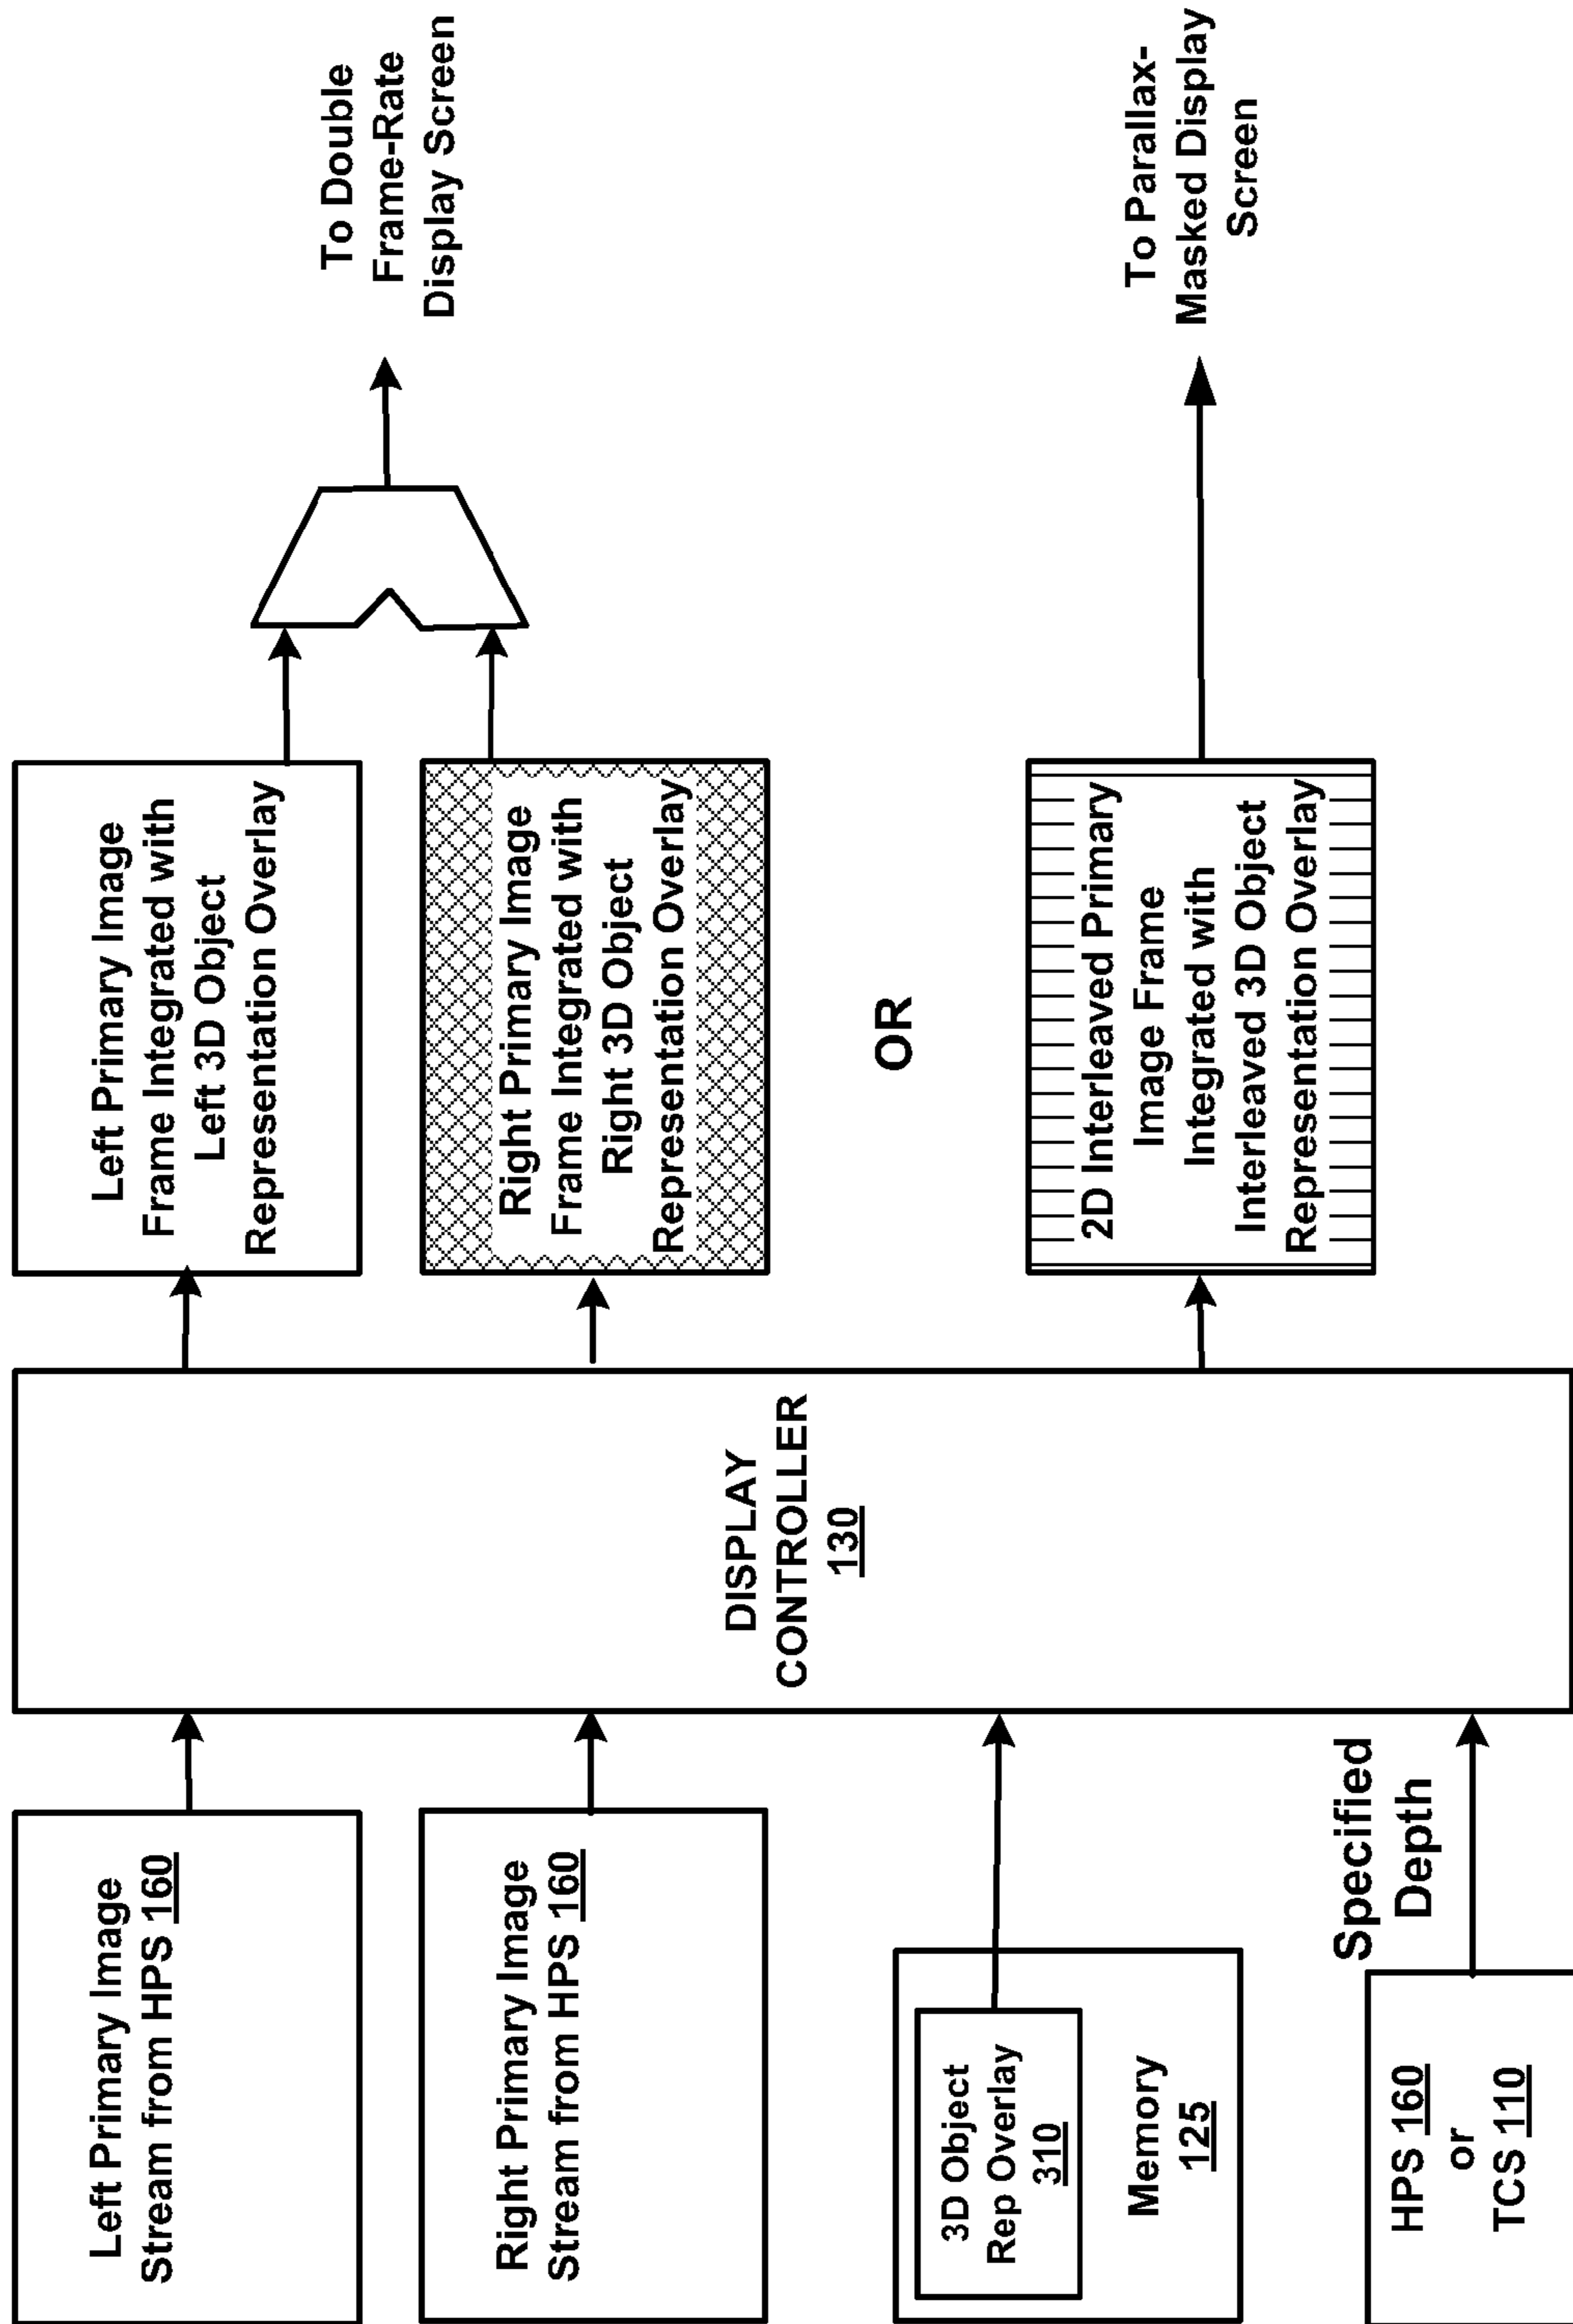 Left Primary Image
Stream from HPS 160
Right Primary Image
Stream from HPS 160
3D Object
Rep Overlay
310
Memory
125
HPS 160
or
TCS 110
Specified
Depth
DISPLAY
CONTROLLER
130
Left Primary Image
Frame Integrated with
Left 3D Object
Representation Overlay
Right Primary Image
Frame Integrated with
Right 3D Object
Representation Overlay
OR
2D Interleaved Primary
Image Frame
Integrated with
Interleaved 3D Object
Representation Overlay
To Double
Frame-Rate
Display Screen
To Parallax-
Masked Display
Screen